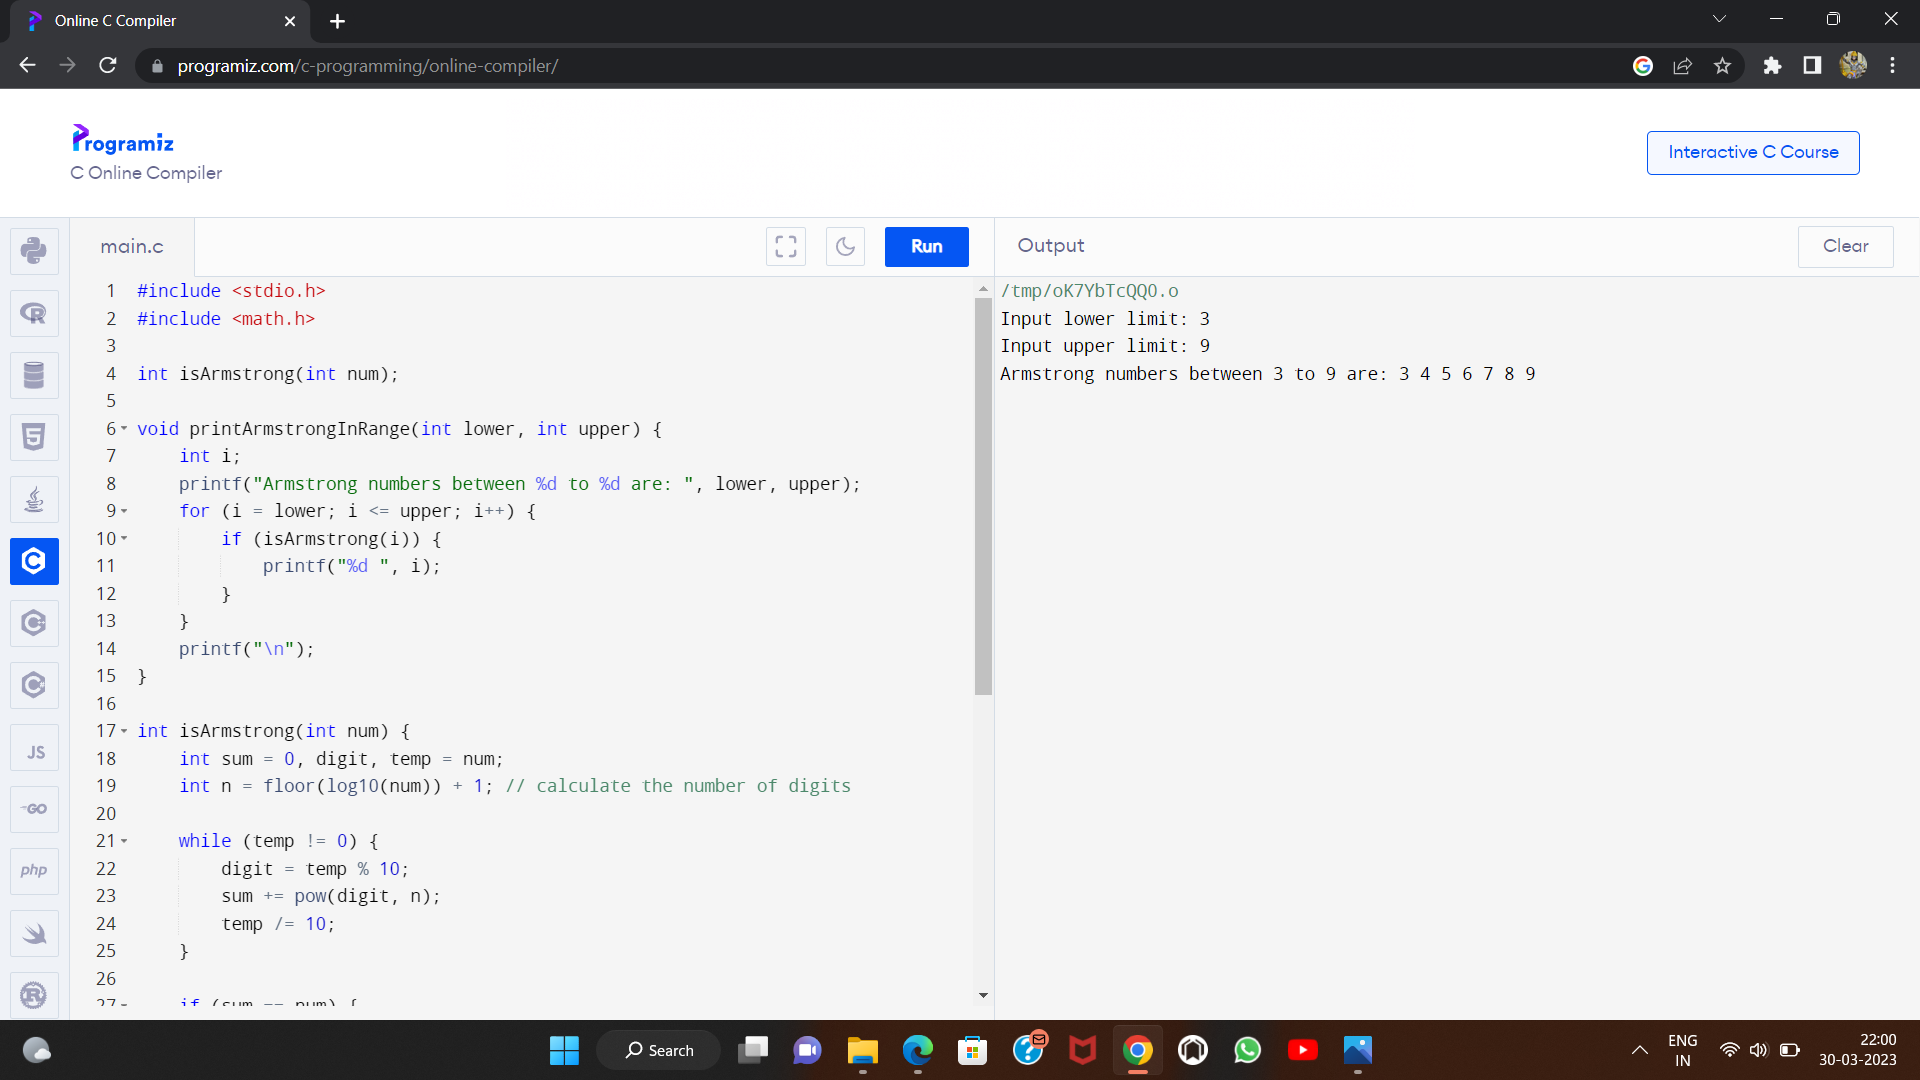 Online C Compiler
programiz.com/c-programming/online-compiler/
Programiz
C Online Compiler
Interactive C Course
main.c
Run
Output
Clear
1 #include <stdio.h>
2 #include <math.h>
3
4 int isArmstrong(int num);
5
6 void printArmstrongInRange(int lower, int upper) {
7 int i;
8 printf("Armstrong numbers between %d to %d are: ", lower, upper);
9 for (i = lower; i <= upper; i++) {
10 if (isArmstrong(i)) {
11 printf("%d ", i);
12 }
13 }
14 printf("\n");
15 }
16
17 int isArmstrong(int num) {
18 int sum = 0, digit, temp = num;
19 int n = floor(log10(num)) + 1; // calculate the number of digits
20
21 while (temp != 0) {
22 digit = temp % 10;
23 sum += pow(digit, n);
24 temp /= 10;
25 }
26
27 if (sum == num) {
/tmp/oK7YbTcQQO.o
Input lower limit: 3
Input upper limit: 9
Armstrong numbers between 3 to 9 are: 3 4 5 6 7 8 9
JS
GO
php
Search
ENG
IN
22:00
30-03-2023